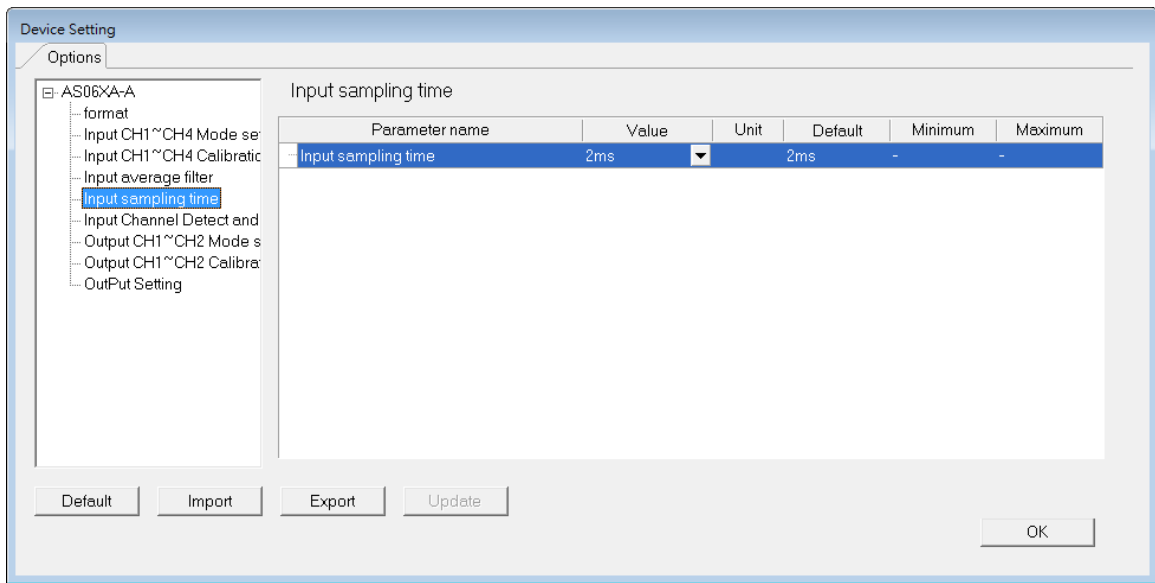 Device Setting
Options
AS06XA-A
format
Input CH1~CH4 Mode set
Input CH1~CH4 Calibratic
Input average filter
Input sampling time
Input Channel Detect and
Output CH1~CH2 Mode s
Output CH1~CH2 Calibra
OutPut Setting
Input sampling time
Parameter name Value Unit Default Minimum Maximum
Input sampling time 2ms 2ms - -
Default Import Export Update
OK